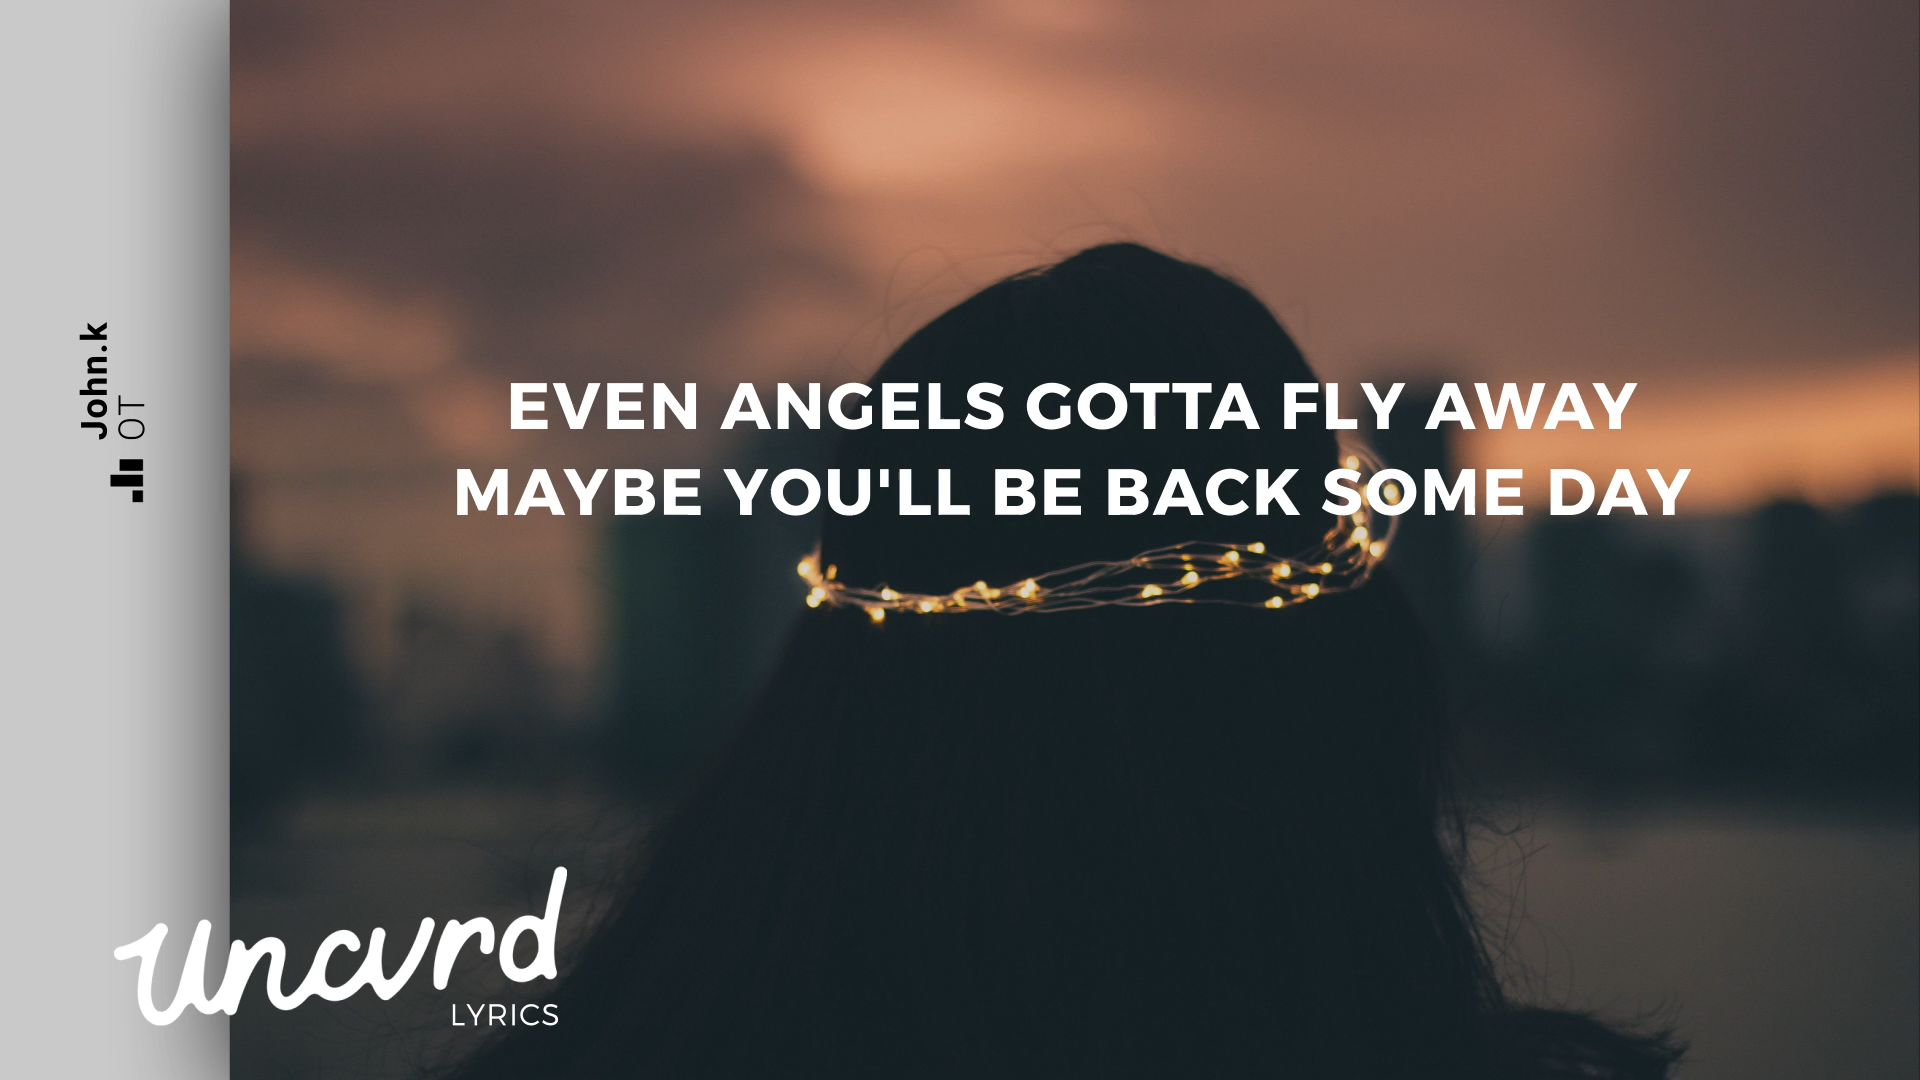 John.k
OT
EVEN ANGELS GOTTA FLY AWAY
MAYBE YOU'LL BE BACK SOME DAY
uncvrd
LYRICS